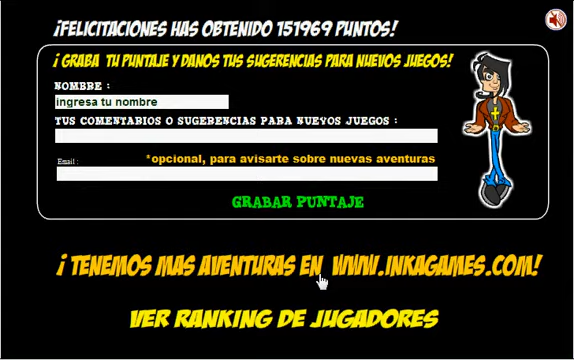 ¡FELICITACIONES HAS OBTENIDO 151969 PUNTOS!
¡ GRABA TU PUNTAJE Y DANOS TUS SUGERENCIAS PARA NUEVOS JUEGOS!
NOMBRE :
ingresa tu nombre
TUS COMENTARIOS O SUGERENCIAS PARA NUEVOS JUEGOS :
Email : *opcional, para avisarte sobre nuevas aventuras
GRABAR PUNTAJE
¡ TENEMOS MAS AVENTURAS EN WWW.INKAGAMES.COM!
VER RANKING DE JUGADORES